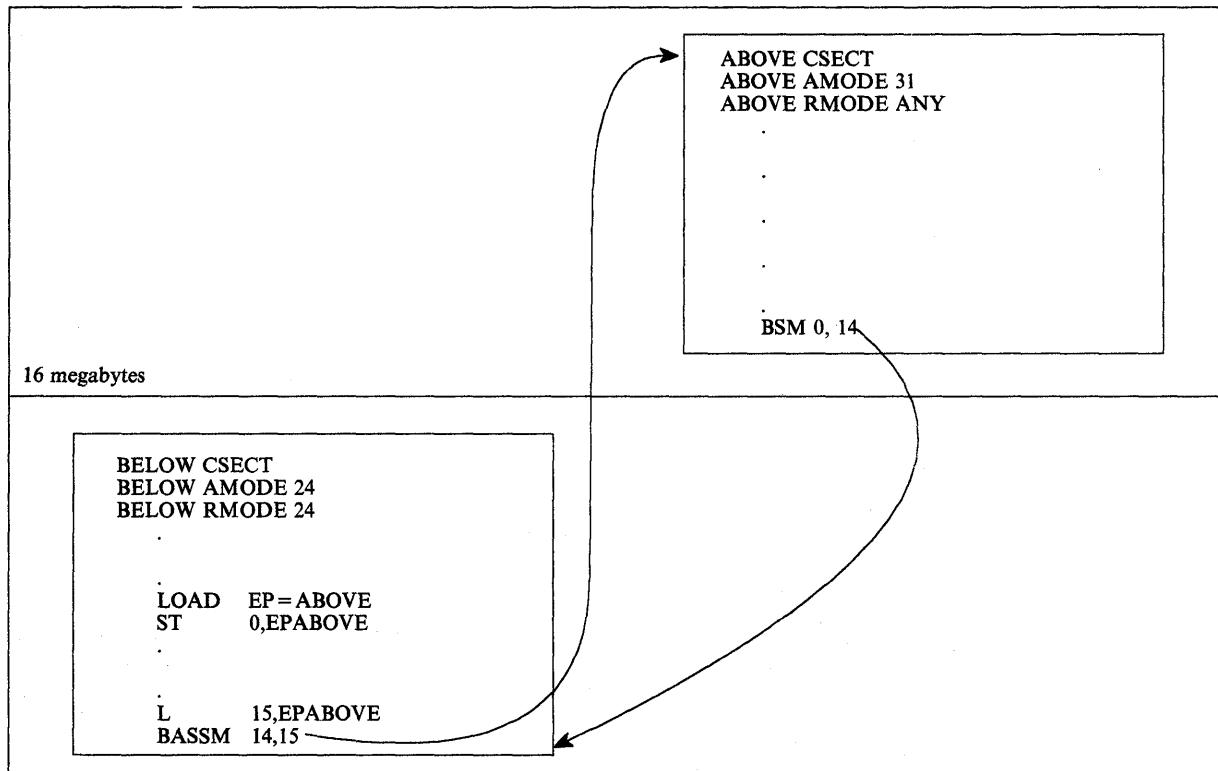 ABOVE CSECT
ABOVE AMODE 31
ABOVE RMODE ANY
.
.
.
.
.
BSM 0, 14
16 megabytes
BELOW CSECT
BELOW AMODE 24
BELOW RMODE 24
.
.
LOAD EP=ABOVE
ST 0,EPABOVE
.
.
L 15,EPABOVE
BASSM 14,15